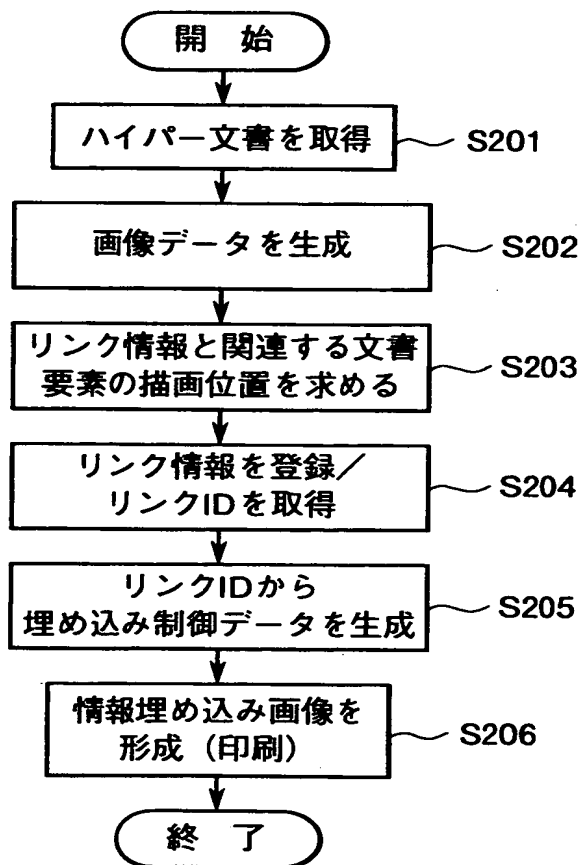 開 始
ハイパー文書を取得
S201
画像データを生成
S202
リンク情報と関連する文書
要素の描画位置を求める
S203
リンク情報を登録／
リンクIDを取得
S204
リンクIDから
埋め込み制御データを生成
S205
情報埋め込み画像を
形成（印刷）
S206
終 了